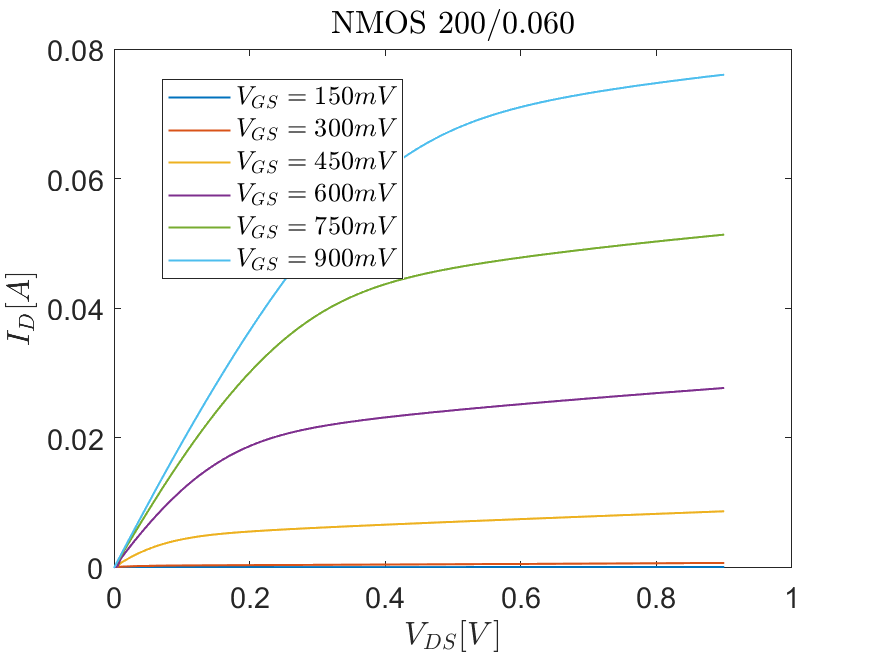 NMOS 200/0.060
0.08
0.06
0.04
0.02
0
I_D[A]
V_GS = 150mV
V_GS = 300mV
V_GS = 450mV
V_GS = 600mV
V_GS = 750mV
V_GS = 900mV
0 0.2 0.4 0.6 0.8 1
V_DS[V]